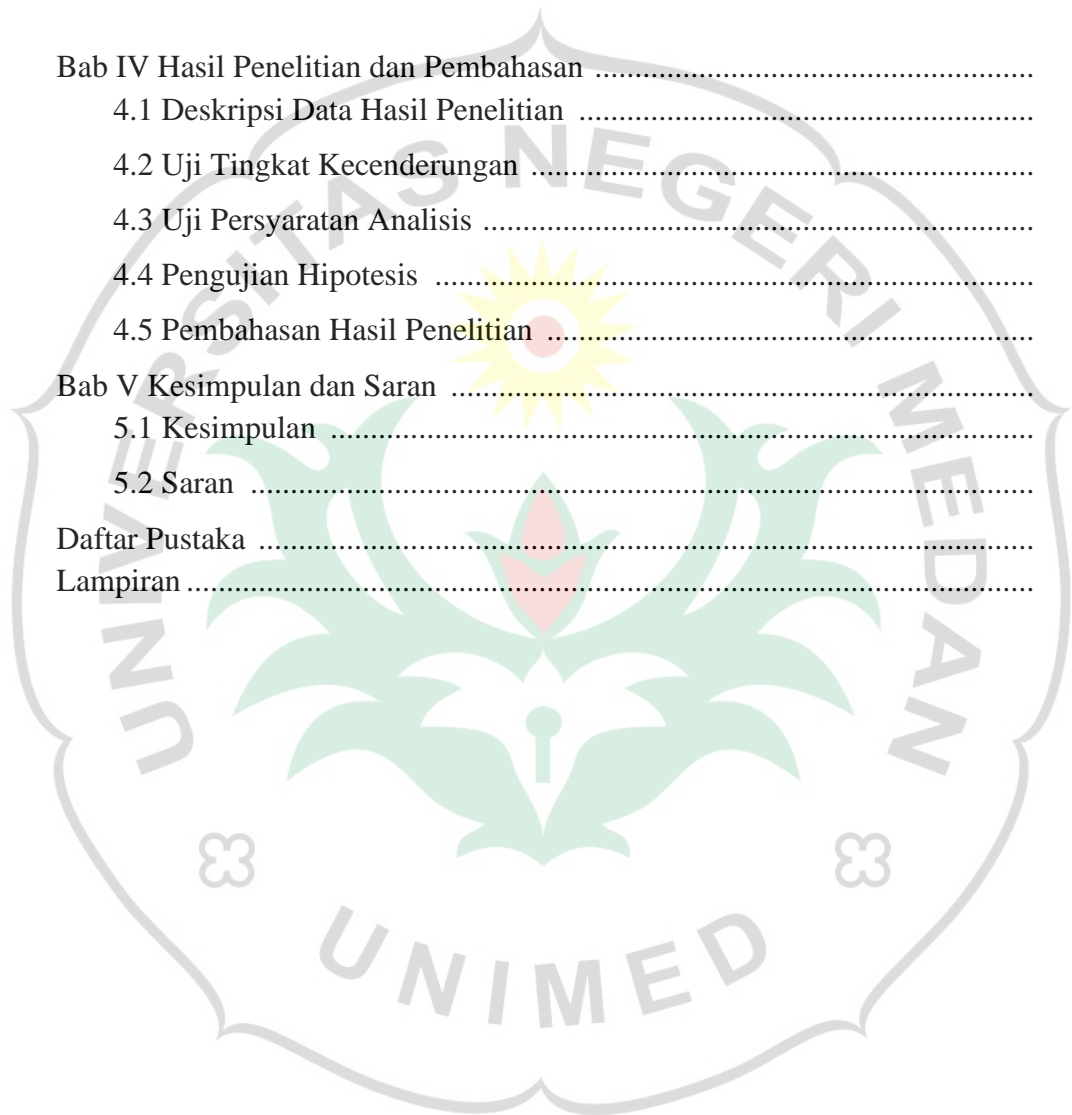 Bab IV Hasil Penelitian dan Pembahasan ......................................................
4.1 Deskripsi Data Hasil Penelitian ........................................................
4.2 Uji Tingkat Kecenderungan ..............................................................
4.3 Uji Persyaratan Analisis ....................................................................
4.4 Pengujian Hipotesis ..........................................................................
4.5 Pembahasan Hasil Penelitian ............................................................
Bab V Kesimpulan dan Saran ........................................................................
5.1 Kesimpulan .......................................................................................
5.2 Saran .................................................................................................
Daftar Pustaka ................................................................................................
Lampiran .........................................................................................................
UNIVERSITAS NEGERI MEDAN
UNIMED